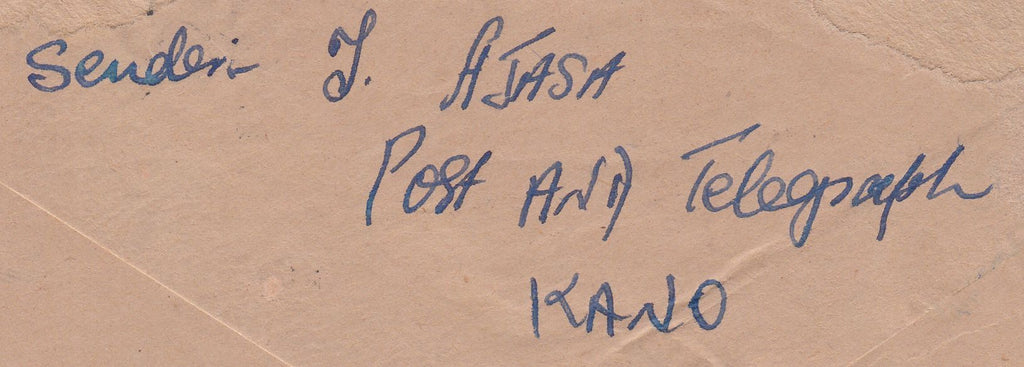 Sender:- J. AJASA
Post AND Telegraph
KANO